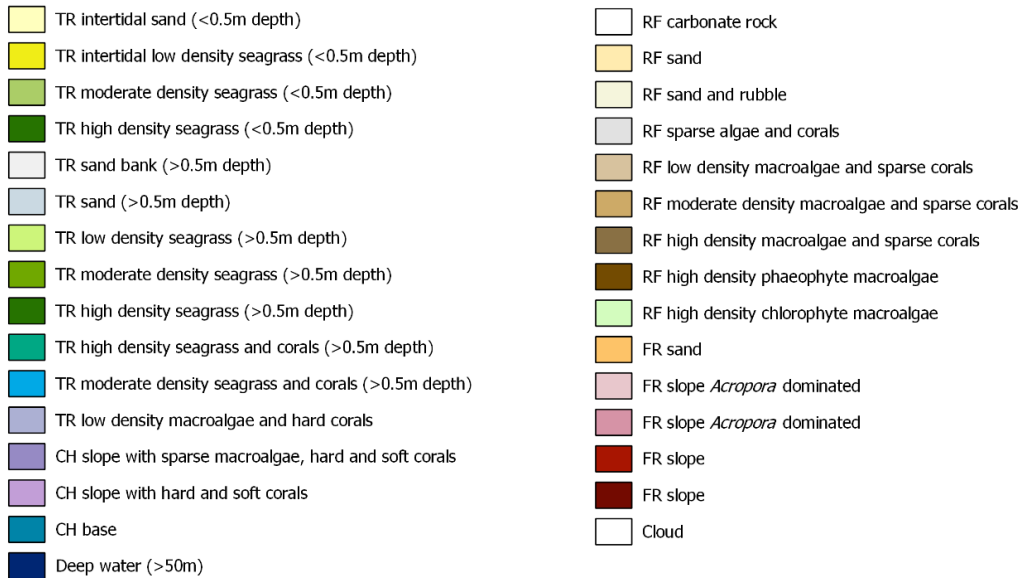 TR intertidal sand (<0.5m depth)
TR intertidal low density seagrass (<0.5m depth)
TR moderate density seagrass (<0.5m depth)
TR high density seagrass (<0.5m depth)
TR sand bank (>0.5m depth)
TR sand (>0.5m depth)
TR low density seagrass (>0.5m depth)
TR moderate density seagrass (>0.5m depth)
TR high density seagrass (>0.5m depth)
TR high density seagrass and corals (>0.5m depth)
TR moderate density seagrass and corals (>0.5m depth)
TR low density macroalgae and hard corals
CH slope with sparse macroalgae, hard and soft corals
CH slope with hard and soft corals
CH base
Deep water (>50m)
RF carbonate rock
RF sand
RF sand and rubble
RF sparse algae and corals
RF low density macroalgae and sparse corals
RF moderate density macroalgae and sparse corals
RF high density macroalgae and sparse corals
RF high density phaeophyte macroalgae
RF high density chlorophyte macroalgae
FR sand
FR slope Acropora dominated
FR slope Acropora dominated
FR slope
FR slope
Cloud